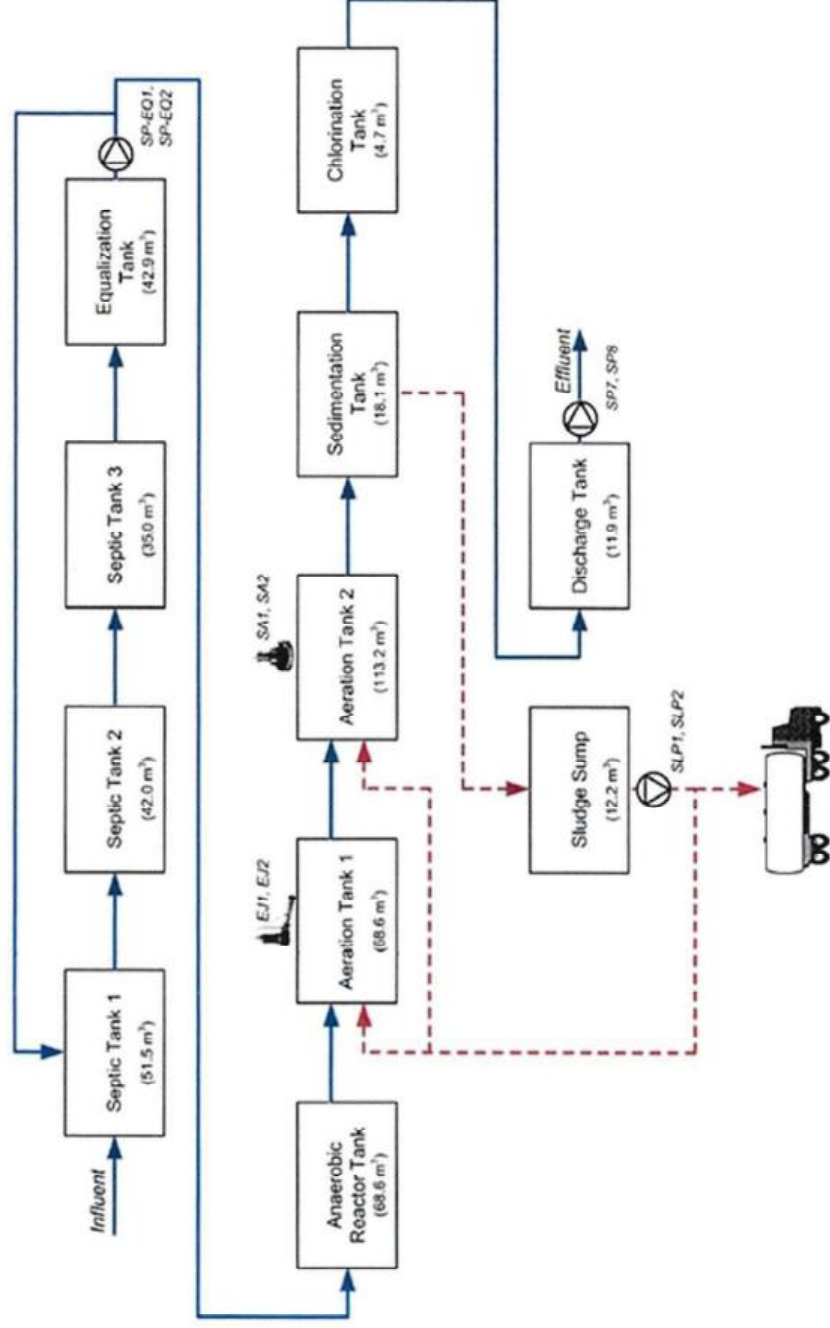 Influent
Septic Tank 1
(51.5 m³)
Septic Tank 2
(42.0 m³)
Septic Tank 3
(35.0 m³)
Equalization
Tank
(42.9 m³)
SP-EQ1,
SP-EQ2
Anaerobic
Reactor Tank
(68.6 m³)
EJ1, EJ2
Aeration Tank 1
(68.6 m³)
SA1, SA2
Aeration Tank 2
(113.2 m³)
Sedimentation
Tank
(18.1 m³)
Chlorination
Tank
(4.7 m³)
Sludge Sump
(12.2 m³)
SLP1, SLP2
Discharge Tank
(11.9 m³)
Effluent
SP7, SP8